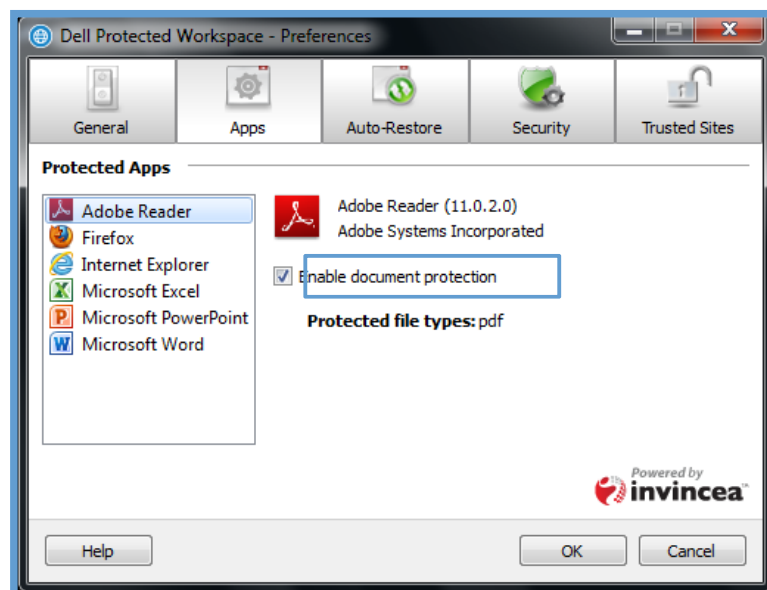 Dell Protected Workspace - Preferences
General
Apps
Auto-Restore
Security
Trusted Sites
Protected Apps
Adobe Reader
Firefox
Internet Explorer
Microsoft Excel
Microsoft PowerPoint
Microsoft Word
Adobe Reader (11.0.2.0)
Adobe Systems Incorporated
Enable document protection
Protected file types: pdf
Powered by
invincea™
Help
OK
Cancel